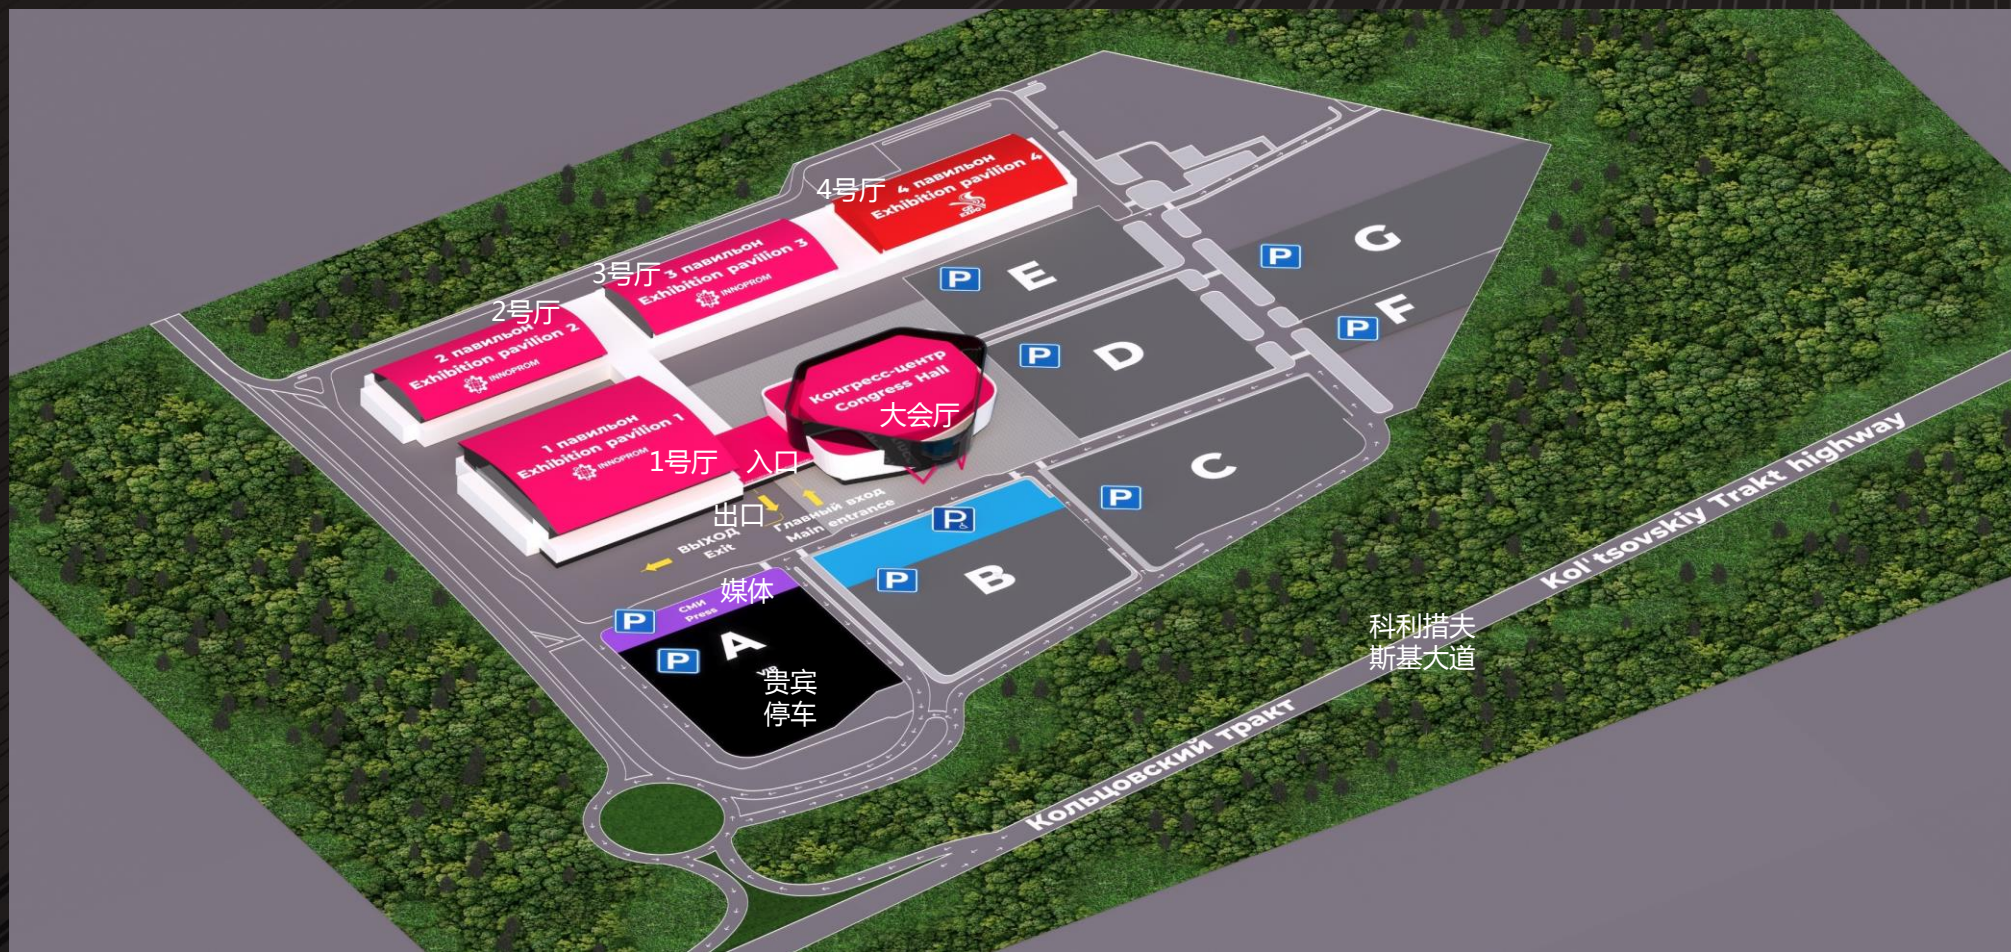 4号厅
4 павильон
Exhibition pavilion 4
EXPO
3号厅
3 павильон
Exhibition pavilion 3
INNOPROM
2号厅
2 павильон
Exhibition pavilion 2
INNOPROM
1 павильон
Exhibition pavilion 1
INNOPROM
1号厅
Конгресс-центр
Congress Hall
大会厅
入口
出口
Главный вход
Main entrance
ВЫХОД
Exit
P
E
P
G
P
F
P
D
P
C
P
P
B
媒体
СМИ
Press
P
P
A
VIP
贵宾
停车
Kol'tsovskiy Trakt highway
科利措夫
斯基大道
Кольцовский тракт